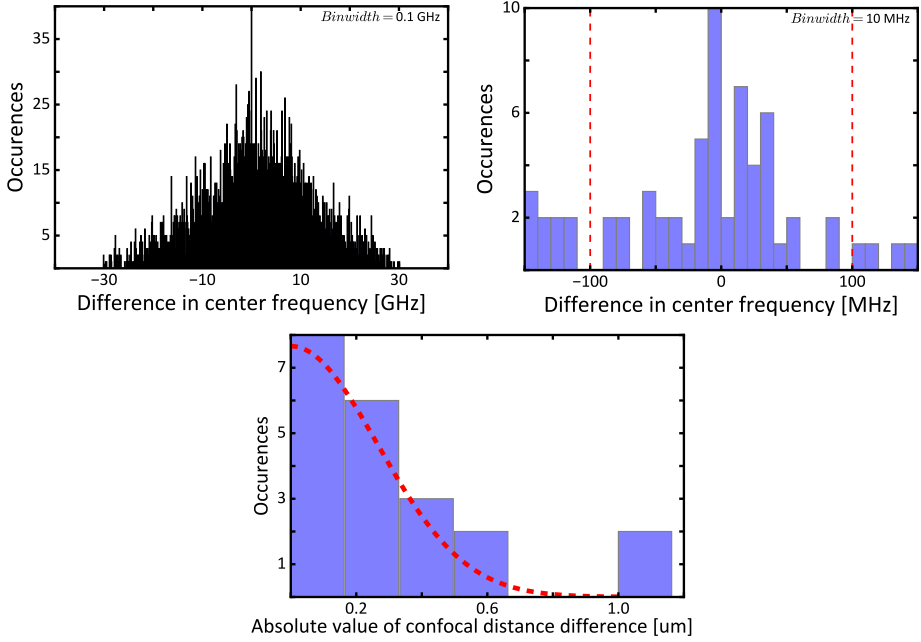 Binwidth = 0.1 GHz
Occurences
35
25
15
5
−30
−10
10
30
Difference in center frequency [GHz]
Binwidth = 10 MHz
Occurences
10
6
2
−100
0
100
Difference in center frequency [MHz]
Occurences
7
5
3
1
0.2
0.6
1.0
Absolute value of confocal distance difference [um]